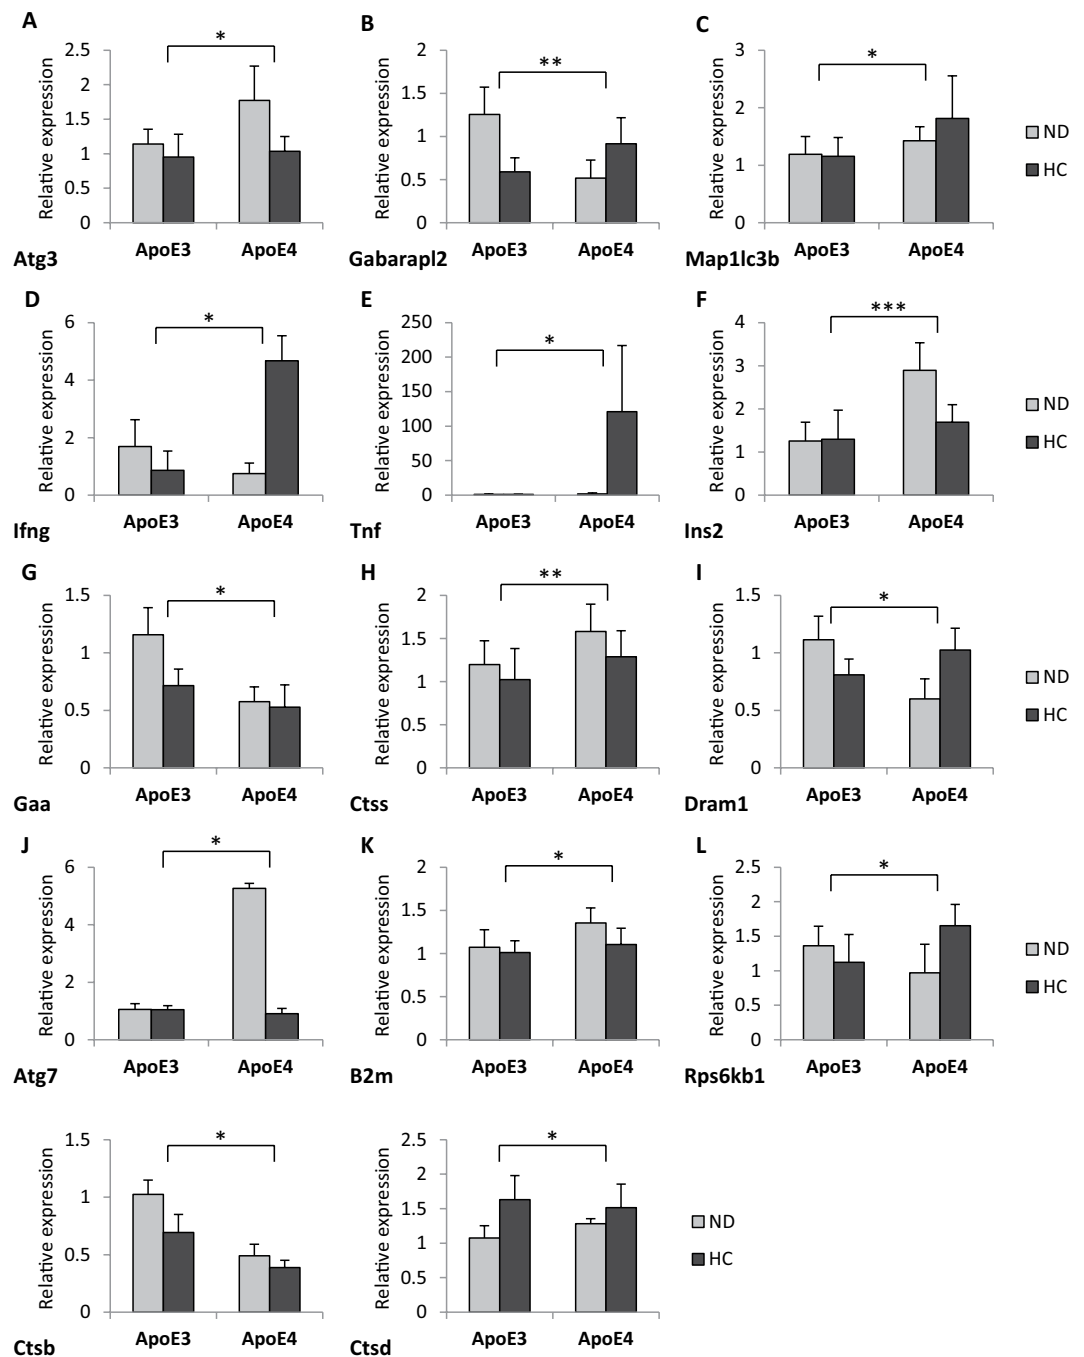 A
*
Relative expression
2.5
2
1.5
1
0.5
0
ApoE3 ApoE4
Atg3
B
**
Relative expression
2
1.5
1
0.5
0
ApoE3 ApoE4
Gabarapl2
C
*
Relative expression
3
2
1
0
ApoE3 ApoE4
Map1lc3b
ND
HC
D
*
Relative expression
6
4
2
0
ApoE3 ApoE4
Ifng
E
*
Relative expression
250
200
150
100
50
0
ApoE3 ApoE4
Tnf
F
***
Relative expression
4
3
2
1
0
ApoE3 ApoE4
Ins2
ND
HC
G
*
Relative expression
1.5
1
0.5
0
ApoE3 ApoE4
Gaa
H
**
Relative expression
2
1.5
1
0.5
0
ApoE3 ApoE4
Ctss
I
*
Relative expression
1.5
1
0.5
0
ApoE3 ApoE4
Dram1
ND
HC
J
*
Relative expression
6
4
2
0
ApoE3 ApoE4
Atg7
K
*
Relative expression
2
1.5
1
0.5
0
ApoE3 ApoE4
B2m
L
*
Relative expression
2.5
2
1.5
1
0.5
0
ApoE3 ApoE4
Rps6kb1
ND
HC
*
Relative expression
1.5
1
0.5
0
ApoE3 ApoE4
Ctsb
*
Relative expression
2.5
2
1.5
1
0.5
0
ApoE3 ApoE4
Ctsd
ND
HC